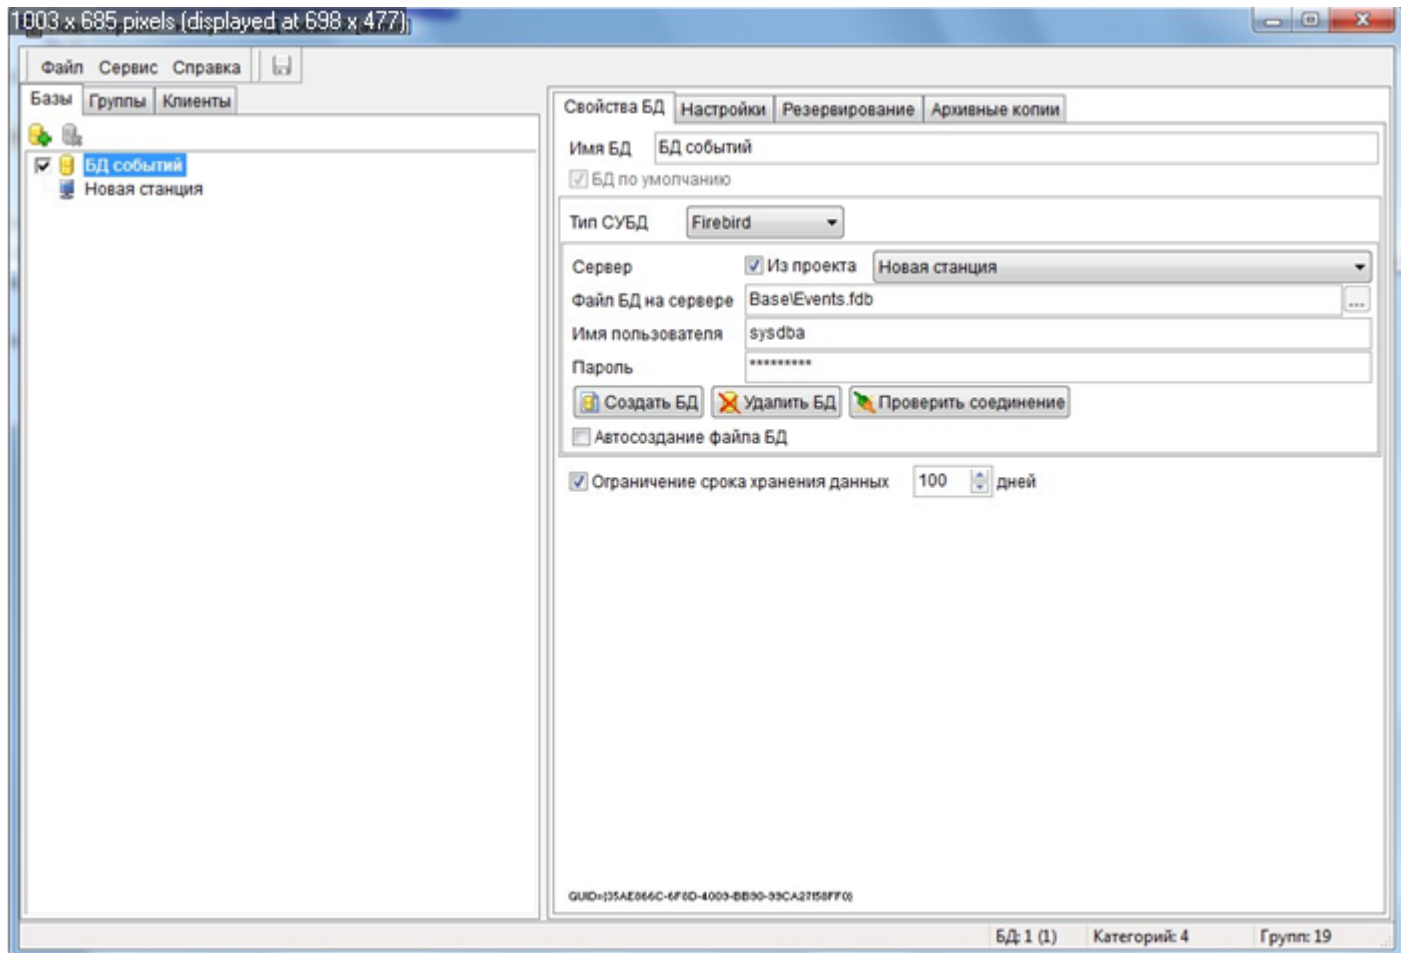 1003 x 685 pixels (displayed at 698 x 477)
Файл Сервис Справка
Базы Группы Клиенты
БД событий
Новая станция
Свойства БД Настройки Резервирование Архивные копии
Имя БД БД событий
БД по умолчанию
Тип СУБД Firebird
Сервер Из проекта Новая станция
Файл БД на сервере Base\Events.fdb ...
Имя пользователя sysdba
Пароль *********
Создать БД Удалить БД Проверить соединение
Автосоздание файла БД
Ограничение срока хранения данных 100 дней
БД: 1 (1) Категорий: 4 Групп: 19